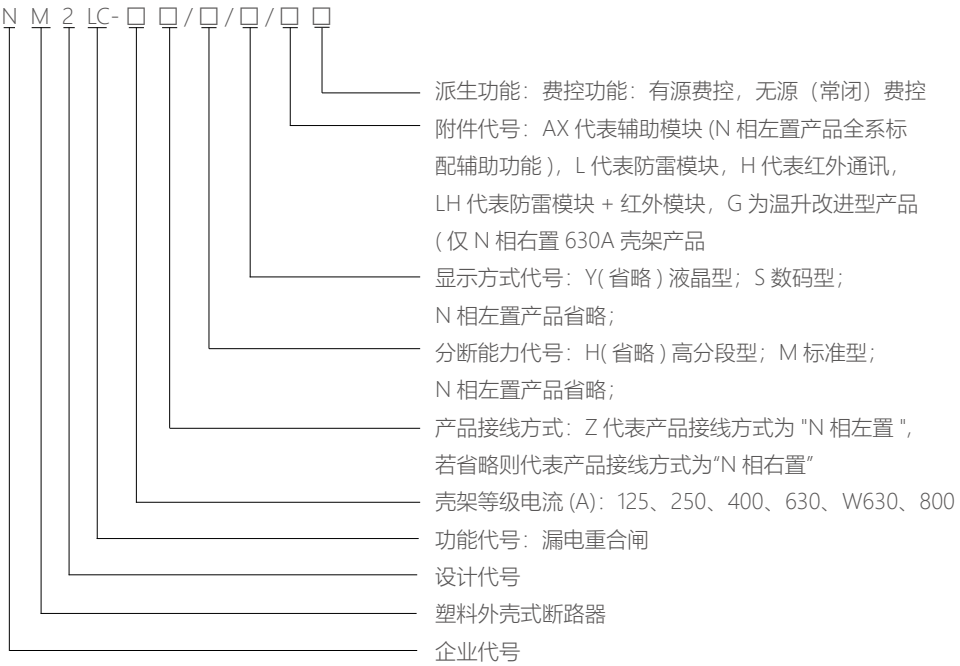 N M 2 LC-□ □/□/□/□ □
派生功能：费控功能：有源费控，无源（常闭）费控
附件代号：AX 代表辅助模块 (N 相左置产品全系标
配辅助功能 )，L 代表防雷模块，H 代表红外通讯，
LH 代表防雷模块 + 红外模块，G 为温升改进型产品
( 仅 N 相右置 630A 壳架产品
显示方式代号：Y( 省略 ) 液晶型；S 数码型；
N 相左置产品省略；
分断能力代号：H( 省略 ) 高分段型；M 标准型；
N 相左置产品省略；
产品接线方式：Z 代表产品接线方式为 "N 相左置 ",
若省略则代表产品接线方式为“N 相右置”
壳架等级电流 (A)：125、250、400、630、W630、800
功能代号：漏电重合闸
设计代号
塑料外壳式断路器
企业代号